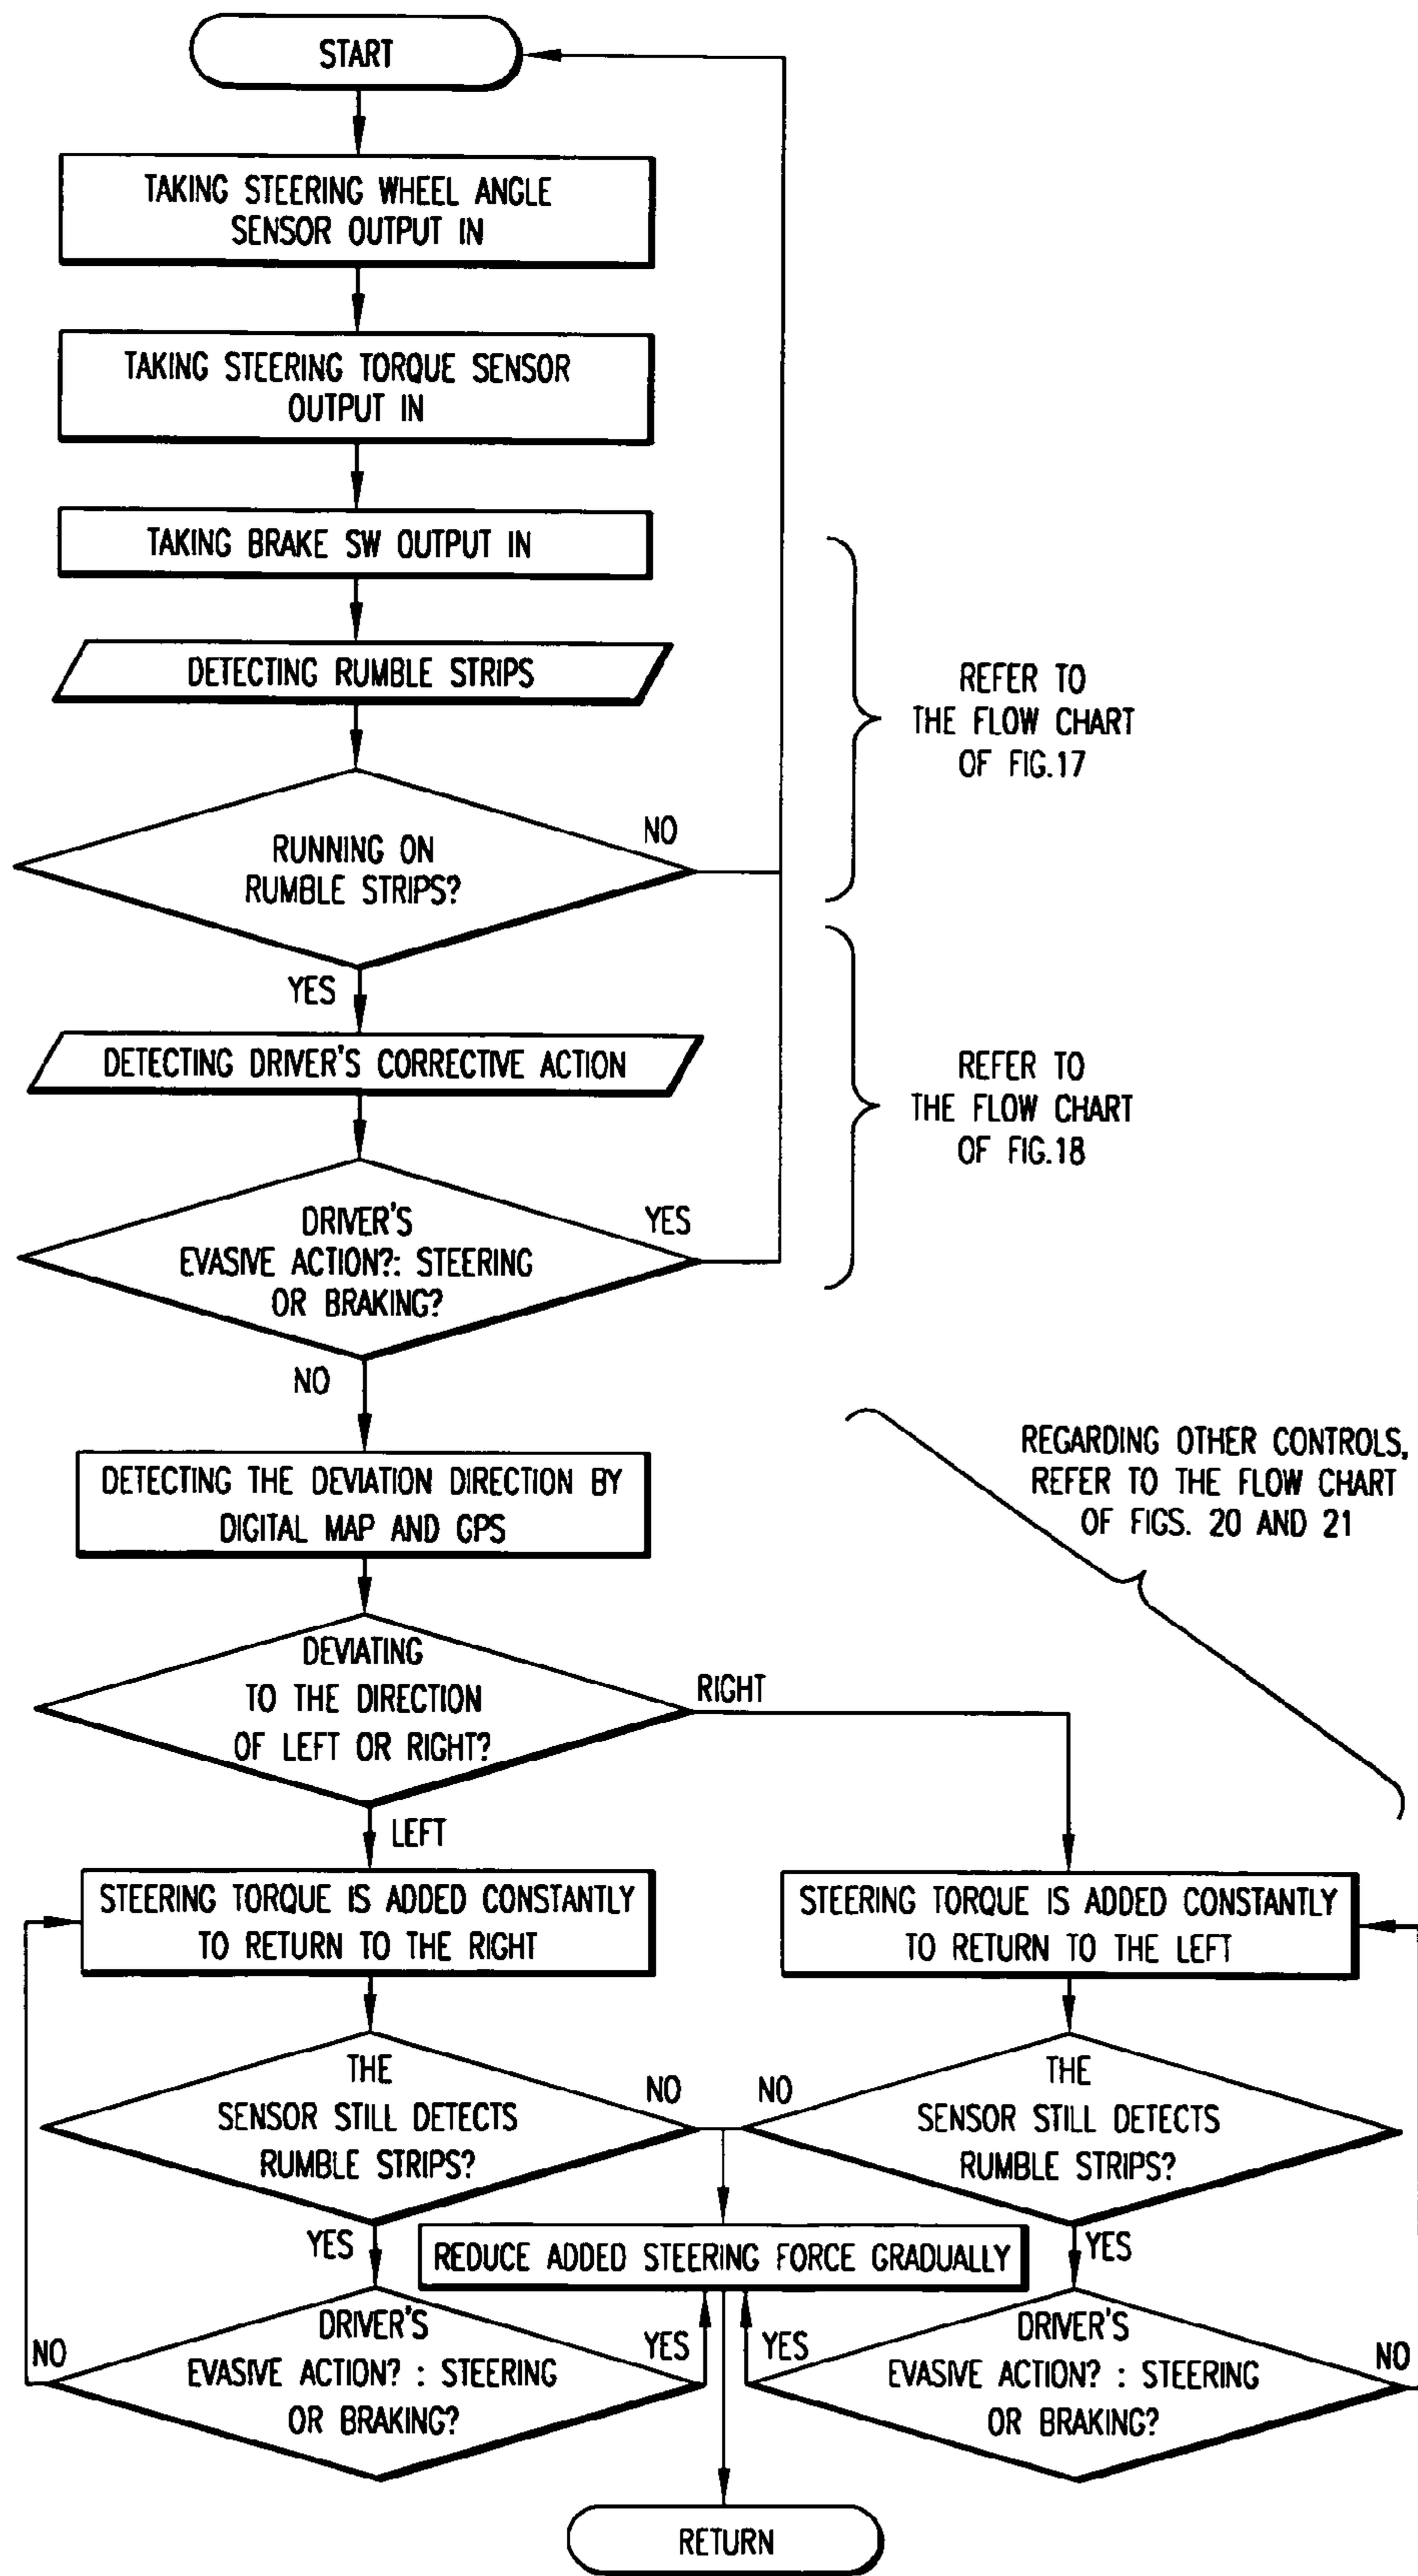 START
TAKING STEERING WHEEL ANGLE
SENSOR OUTPUT IN
TAKING STEERING TORQUE SENSOR
OUTPUT IN
TAKING BRAKE SW OUTPUT IN
DETECTING RUMBLE STRIPS
REFER TO
THE FLOW CHART
OF FIG.17
RUNNING ON
RUMBLE STRIPS?
NO
YES
DETECTING DRIVER'S CORRECTIVE ACTION
REFER TO
THE FLOW CHART
OF FIG.18
DRIVER'S
EVASIVE ACTION?: STEERING
OR BRAKING?
YES
NO
REGARDING OTHER CONTROLS,
REFER TO THE FLOW CHART
OF FIGS. 20 AND 21
DETECTING THE DEVIATION DIRECTION BY
DIGITAL MAP AND GPS
DEVIATING
TO THE DIRECTION
OF LEFT OR RIGHT?
RIGHT
LEFT
STEERING TORQUE IS ADDED CONSTANTLY
TO RETURN TO THE RIGHT
STEERING TORQUE IS ADDED CONSTANTLY
TO RETURN TO THE LEFT
THE
SENSOR STILL DETECTS
RUMBLE STRIPS?
NO
NO
THE
SENSOR STILL DETECTS
RUMBLE STRIPS?
YES
REDUCE ADDED STEERING FORCE GRADUALLY
YES
DRIVER'S
EVASIVE ACTION? : STEERING
OR BRAKING?
NO
YES
YES
DRIVER'S
EVASIVE ACTION? : STEERING
OR BRAKING?
NO
RETURN